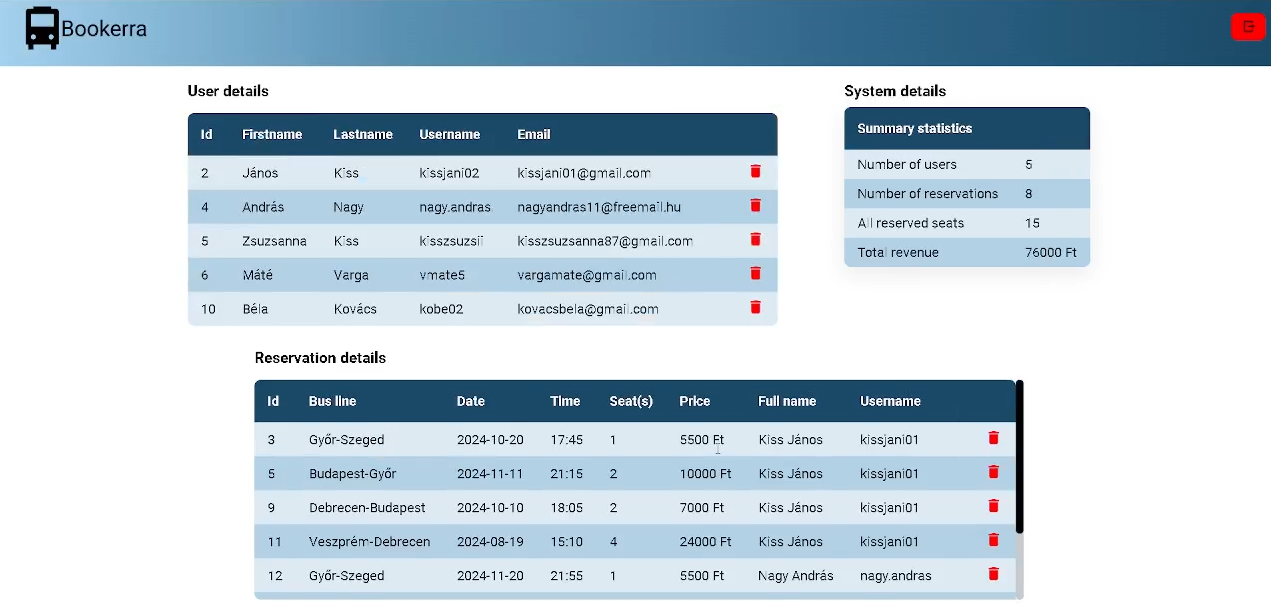 Bookerra
User details
Id Firstname Lastname Username Email
2 János Kiss kissjani02 kissjani01@gmail.com
4 András Nagy nagy.andras nagyandras11@freemail.hu
5 Zsuzsanna Kiss kisszsuzsii kisszsuzsanna87@gmail.com
6 Máté Varga vmate5 vargamate@gmail.com
10 Béla Kovács kobe02 kovacsbela@gmail.com
System details
Summary statistics
Number of users 5
Number of reservations 8
All reserved seats 15
Total revenue 76000 Ft
Reservation details
Id Bus line Date Time Seat(s) Price Full name Username
3 Győr-Szeged 2024-10-20 17:45 1 5500 Ft Kiss János kissjani01
5 Budapest-Győr 2024-11-11 21:15 2 10000 Ft Kiss János kissjani01
9 Debrecen-Budapest 2024-10-10 18:05 2 7000 Ft Kiss János kissjani01
11 Veszprém-Debrecen 2024-08-19 15:10 4 24000 Ft Kiss János kissjani01
12 Győr-Szeged 2024-11-20 21:55 1 5500 Ft Nagy András nagy.andras